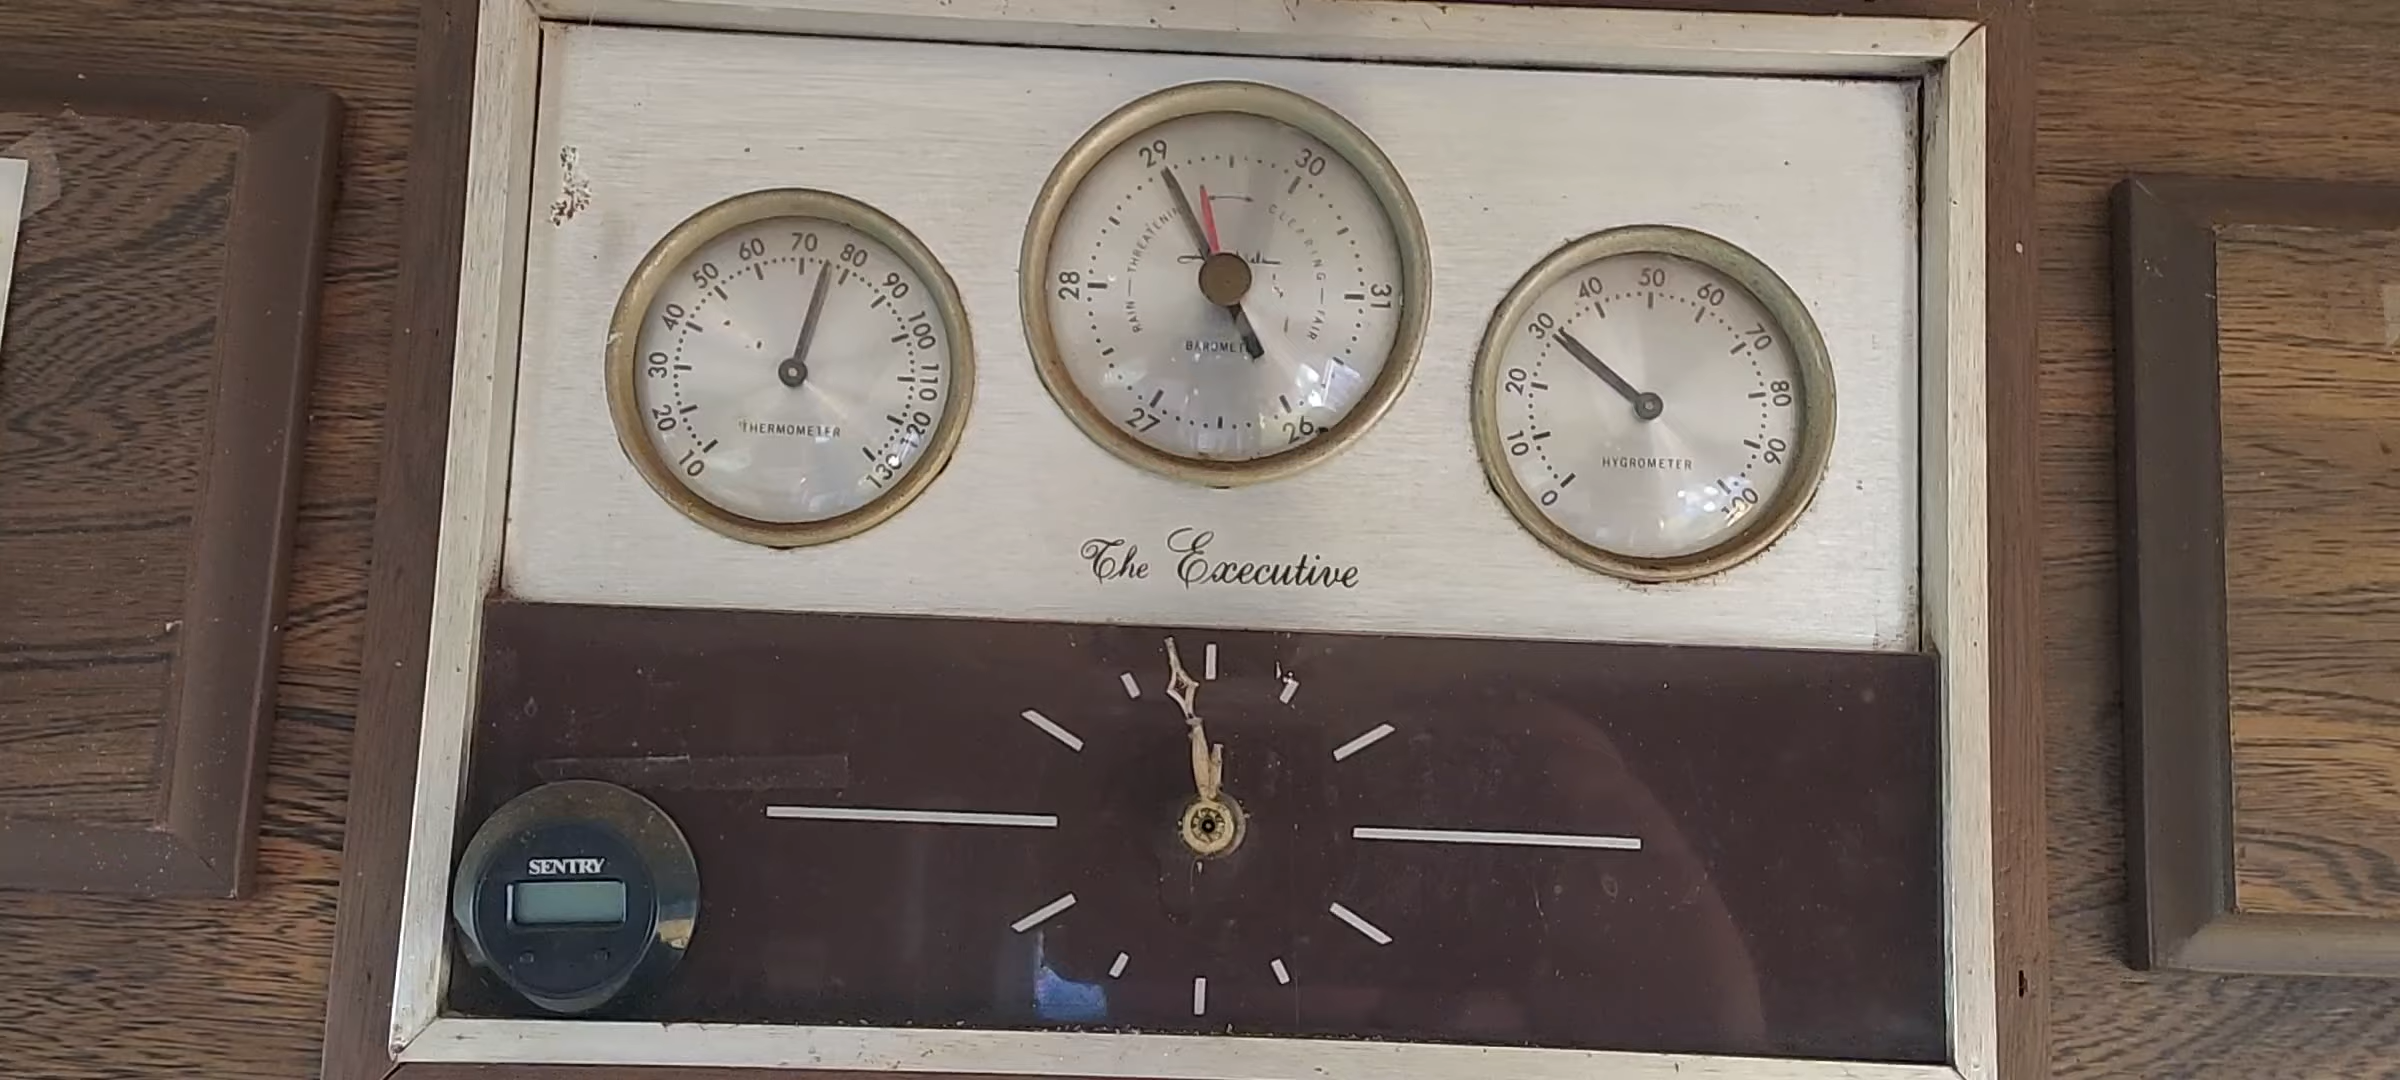 10 20 30 40 50 60 70 80 90 100 110 120 130
THERMOMETER
26 27 28 29 30 31
RAIN — THREATENING CLEARING — FAIR
BAROMETER
0 10 20 30 40 50 60 70 80 90 100
HYGROMETER
The Executive
SENTRY